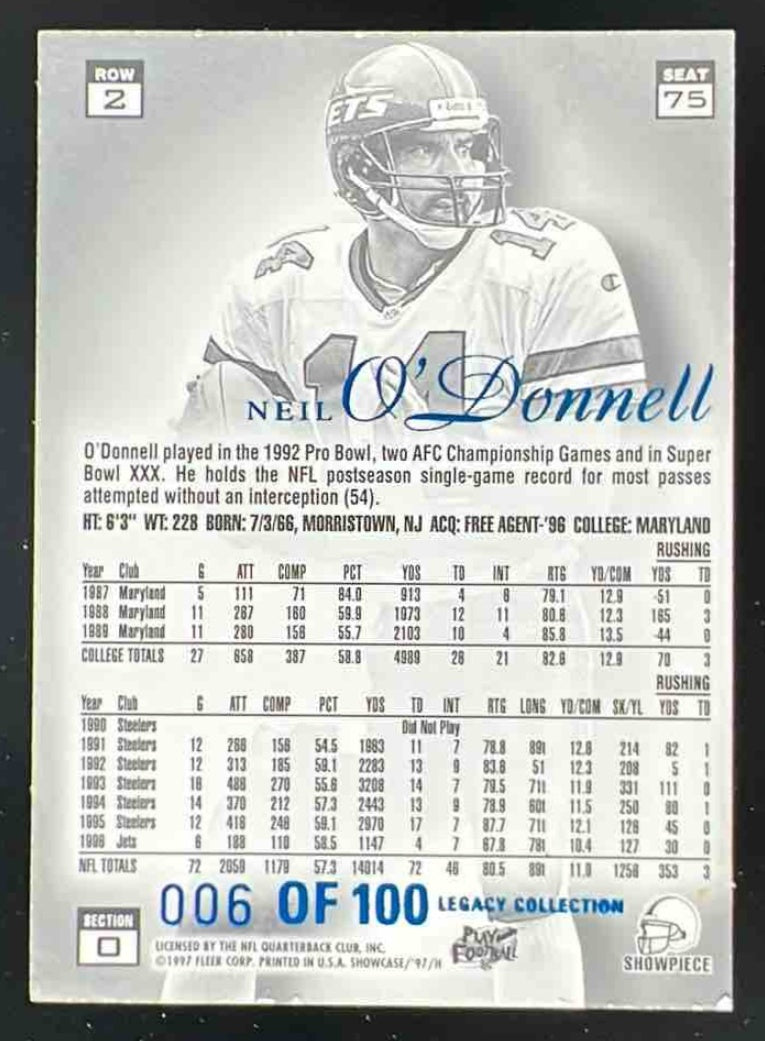 ROW
2
SEAT
75
JETS
14
14
14
NEIL O'Donnell
O'Donnell played in the 1992 Pro Bowl, two AFC Championship Games and in Super
Bowl XXX. He holds the NFL postseason single-game record for most passes
attempted without an interception (54).
HT: 6'3" WT: 228 BORN: 7/3/66, MORRISTOWN, NJ ACQ: FREE AGENT-'96 COLLEGE: MARYLAND
RUSHING
Year Club G ATT COMP PCT YDS TD INT RTG YD/COM YDS TD
1987 Maryland 5 111 71 64.0 913 4 6 79.1 12.9 -51 0
1988 Maryland 11 267 160 59.9 1973 12 11 80.6 12.3 165 3
1989 Maryland 11 280 156 55.7 2103 10 4 85.8 13.5 -44 0
COLLEGE TOTALS 27 658 387 58.8 4989 26 21 82.6 12.9 70 3
RUSHING
Year Club G ATT COMP PCT YDS TD INT RTG LONG YD/COM SK/YL YDS TD
1990 Steelers Did Not Play
1991 Steelers 12 286 156 54.5 1963 11 7 78.8 89t 12.6 214 82 1
1992 Steelers 12 313 185 59.1 2283 13 9 83.6 51 12.3 208 5 1
1993 Steelers 16 486 270 55.6 3208 14 7 79.5 71t 11.9 331 111 0
1994 Steelers 14 370 212 57.3 2443 13 9 78.9 60t 11.5 250 80 1
1995 Steelers 12 416 246 59.1 2970 17 7 87.7 71t 12.1 126 45 0
1996 Jets 6 188 110 58.5 1147 4 7 67.8 78t 10.4 127 30 0
NFL TOTALS 72 2059 1179 57.3 14014 72 46 80.5 89t 11.9 1256 353 3
006 OF 100 LEGACY COLLECTION
SECTION
0
LICENSED BY THE NFL QUARTERBACK CLUB, INC.
©1997 FLEER CORP. PRINTED IN U.S.A. SHOWCASE/'97/H
PLAY
FOOTBALL
SHOWPIECE